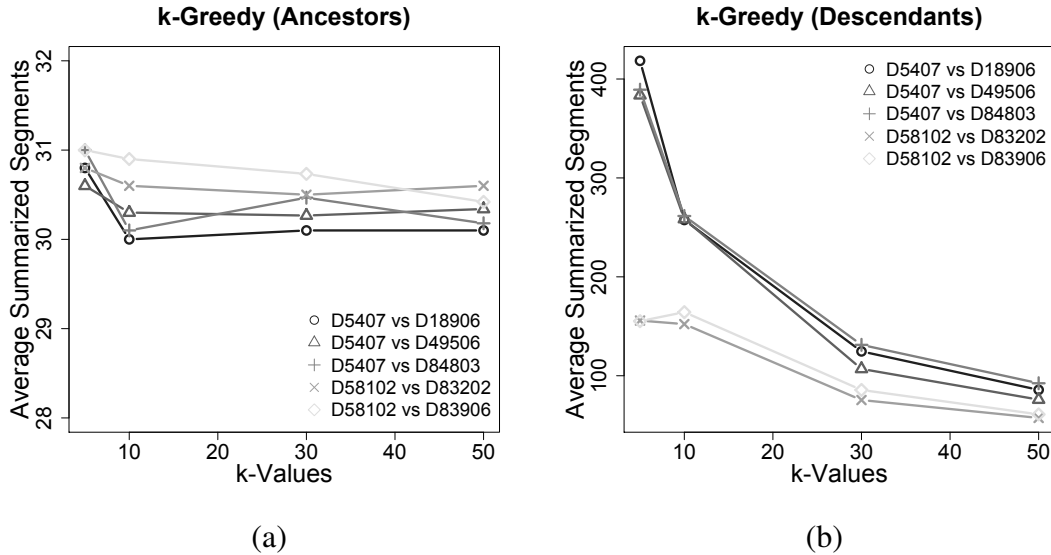 k-Greedy (Ancestors)
Average Summarized Segments
32
31
30
29
28
D5407 vs D18906
D5407 vs D49506
D5407 vs D84803
D58102 vs D83202
D58102 vs D83906
10
20
30
40
50
k-Values
(a)
k-Greedy (Descendants)
Average Summarized Segments
400
300
200
100
D5407 vs D18906
D5407 vs D49506
D5407 vs D84803
D58102 vs D83202
D58102 vs D83906
10
20
30
40
50
k-Values
(b)